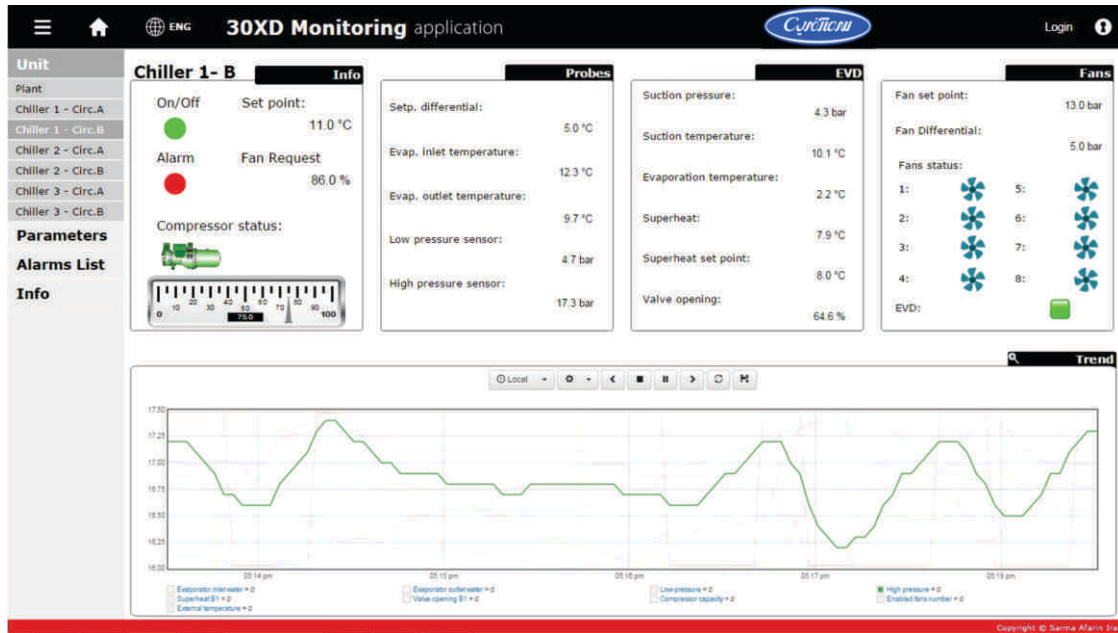 ENG
30XD Monitoring application
Login
Unit
Plant
Chiller 1 - Circ.A
Chiller 1 - Circ.B
Chiller 2 - Circ.A
Chiller 2 - Circ.B
Chiller 3 - Circ.A
Chiller 3 - Circ.B
Parameters
Alarms List
Info
Chiller 1- B
Info
On/Off
Set point:
11.0 °C
Alarm
Fan Request
86.0 %
Compressor status:
0 10 20 30 40 50 60 70 80 90 100
75.0
Probes
Setp. differential:
5.0 °C
Evap. inlet temperature:
12.3 °C
Evap. outlet temperature:
9.7 °C
Low pressure sensor:
4.7 bar
High pressure sensor:
17.3 bar
EVD
Suction pressure:
4.3 bar
Suction temperature:
10.1 °C
Evaporation temperature:
2.2 °C
Superheat:
7.9 °C
Superheat set point:
8.0 °C
Valve opening:
64.6 %
Fans
Fan set point:
13.0 bar
Fan Differential:
5.0 bar
Fans status:
1: 5:
2: 6:
3: 7:
4: 8:
EVD:
Trend
Local
17.50
17.25
17.00
16.75
16.50
16.25
16.00
05:14 pm 05:15 pm 05:16 pm 05:17 pm 05:18 pm
Evaporator inlet water = 0 Evaporator outlet water = 0 Low pressure = 0 High pressure = 0
Superheat B1 = 0 Valve opening B1 = 0 Compressor capacity = 0 Enabled fans number = 0
External temperature = 0
Copyright © Sarma Afarin Ira